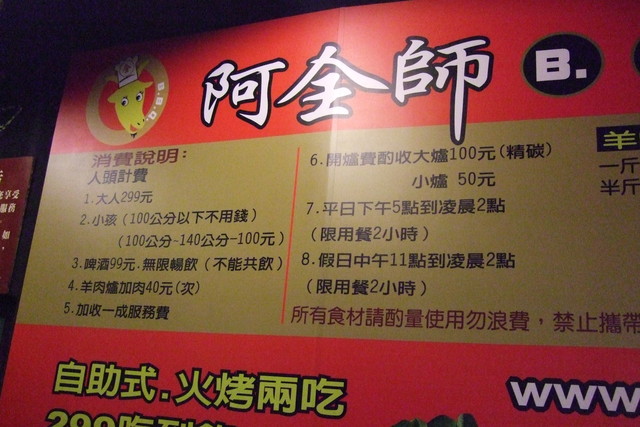 B.B.Q.
阿全師 B.
消費說明:
人頭計費
1.大人299元
2.小孩(100公分以下不用錢)
(100公分~140公分-100元)
3.啤酒99元.無限暢飲(不能共飲)
4.羊肉爐加肉40元(次)
5.加收一成服務費
6.開爐費酌收大爐100元(精碳)
小爐 50元
7.平日下午5點到凌晨2點
(限用餐2小時)
8.假日中午11點到凌晨2點
(限用餐2小時)
所有食材請酌量使用勿浪費，禁止攜帶
羊
一斤
半斤
自助式.火烤兩吃
299吃到
www.